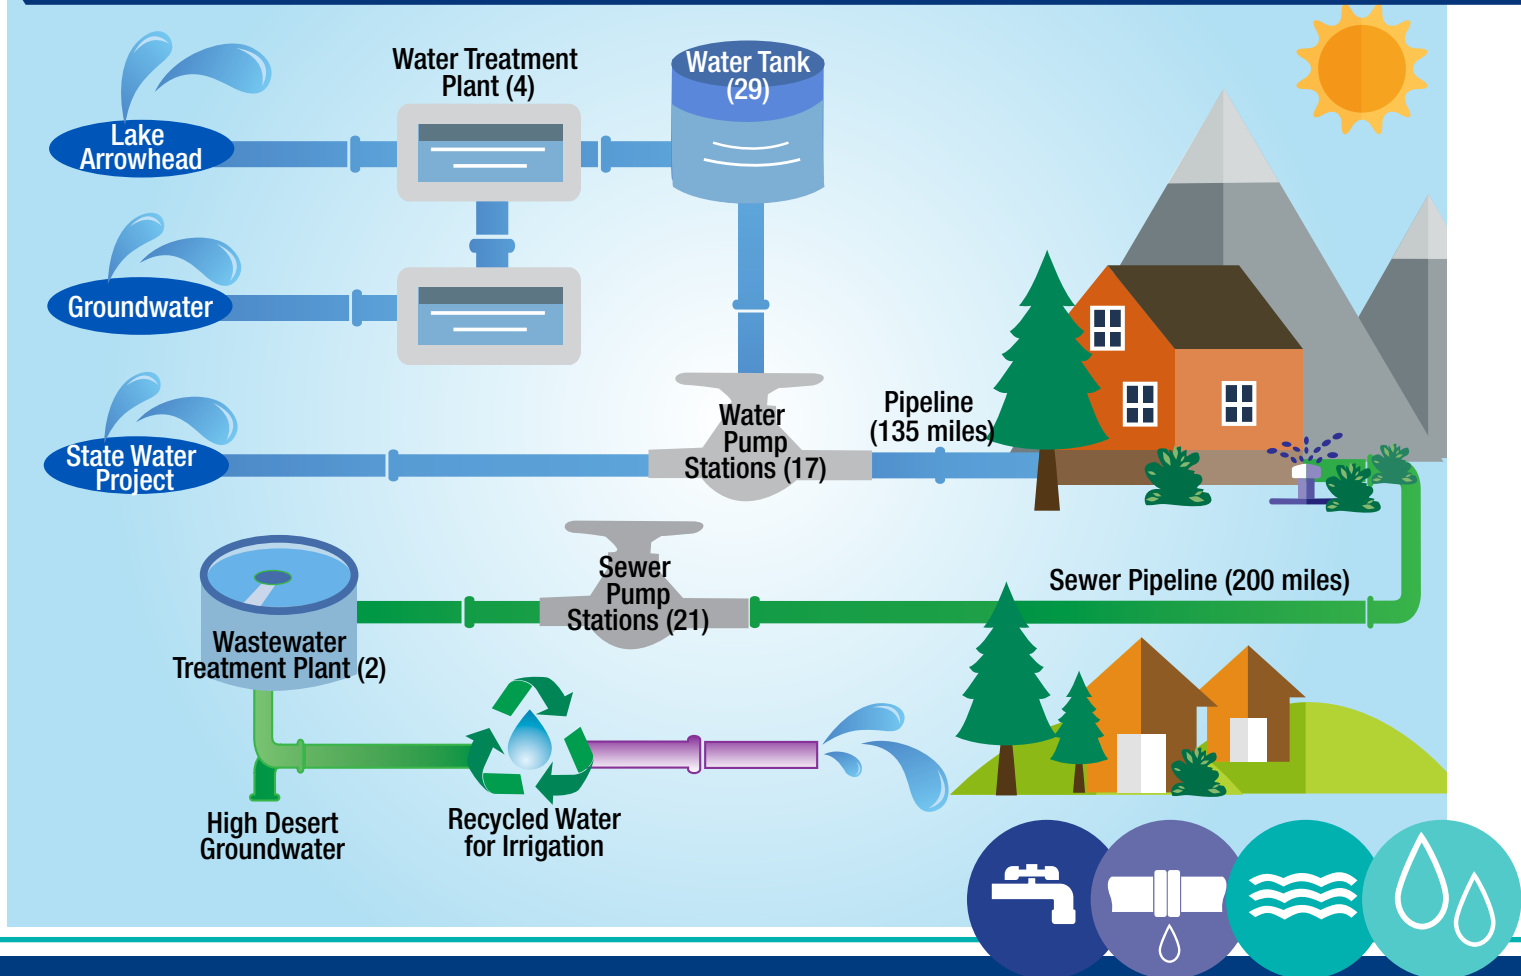 Water Treatment
Plant (4)
Water Tank
(29)
Lake
Arrowhead
Groundwater
State Water
Project
Water
Pump
Stations (17)
Pipeline
(135 miles)
Sewer
Pump
Stations (21)
Sewer Pipeline (200 miles)
Wastewater
Treatment Plant (2)
High Desert
Groundwater
Recycled Water
for Irrigation